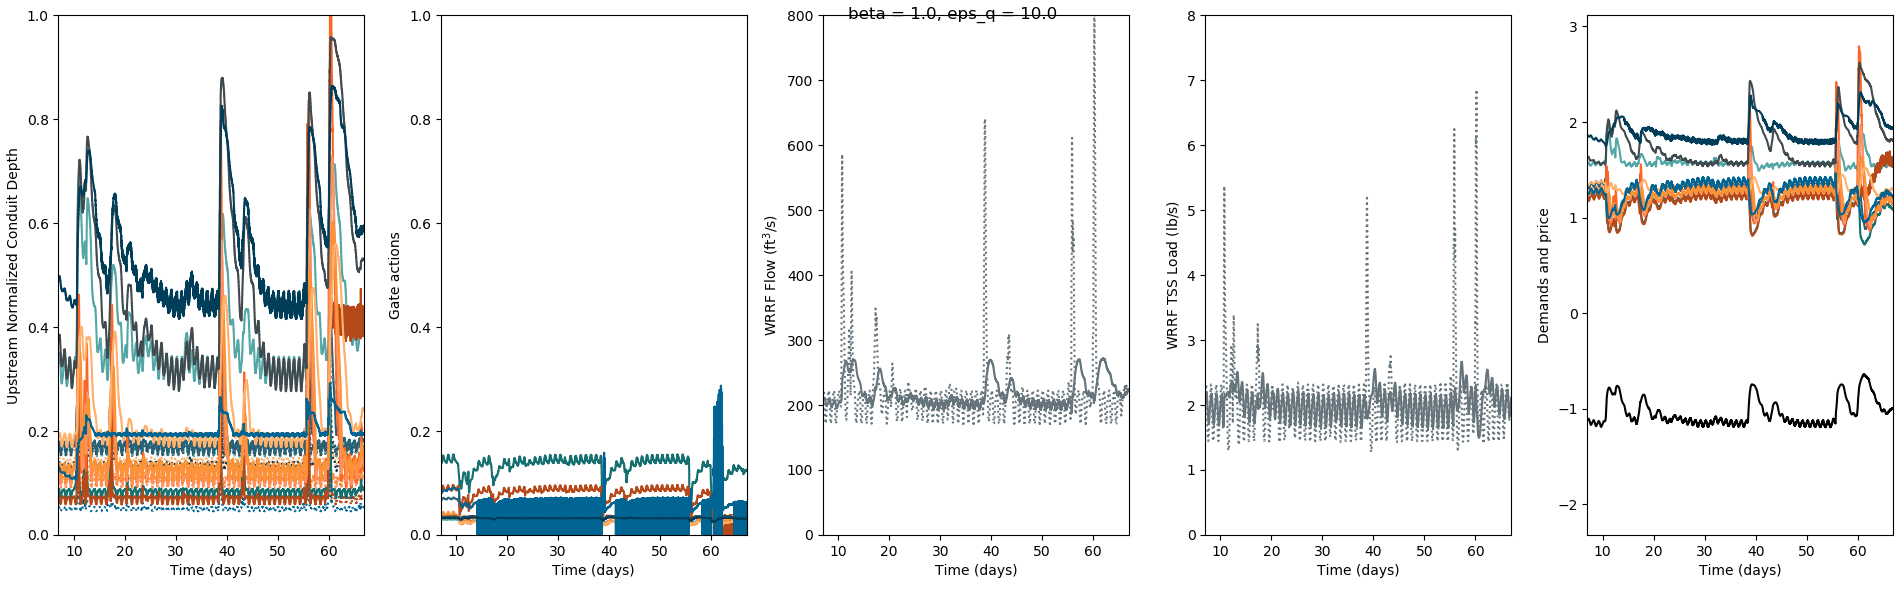 beta = 1.0, eps_q = 10.0
Upstream Normalized Conduit Depth
1.0
0.8
0.6
0.4
0.2
0.0
10 20 30 40 50 60
Time (days)
Gate actions
1.0
0.8
0.6
0.4
0.2
0.0
10 20 30 40 50 60
Time (days)
WRRF Flow (ft³/s)
800
700
600
500
400
300
200
100
0
10 20 30 40 50 60
Time (days)
WRRF TSS Load (lb/s)
8
7
6
5
4
3
2
1
0
10 20 30 40 50 60
Time (days)
Demands and price
3
2
1
0
−1
−2
10 20 30 40 50 60
Time (days)